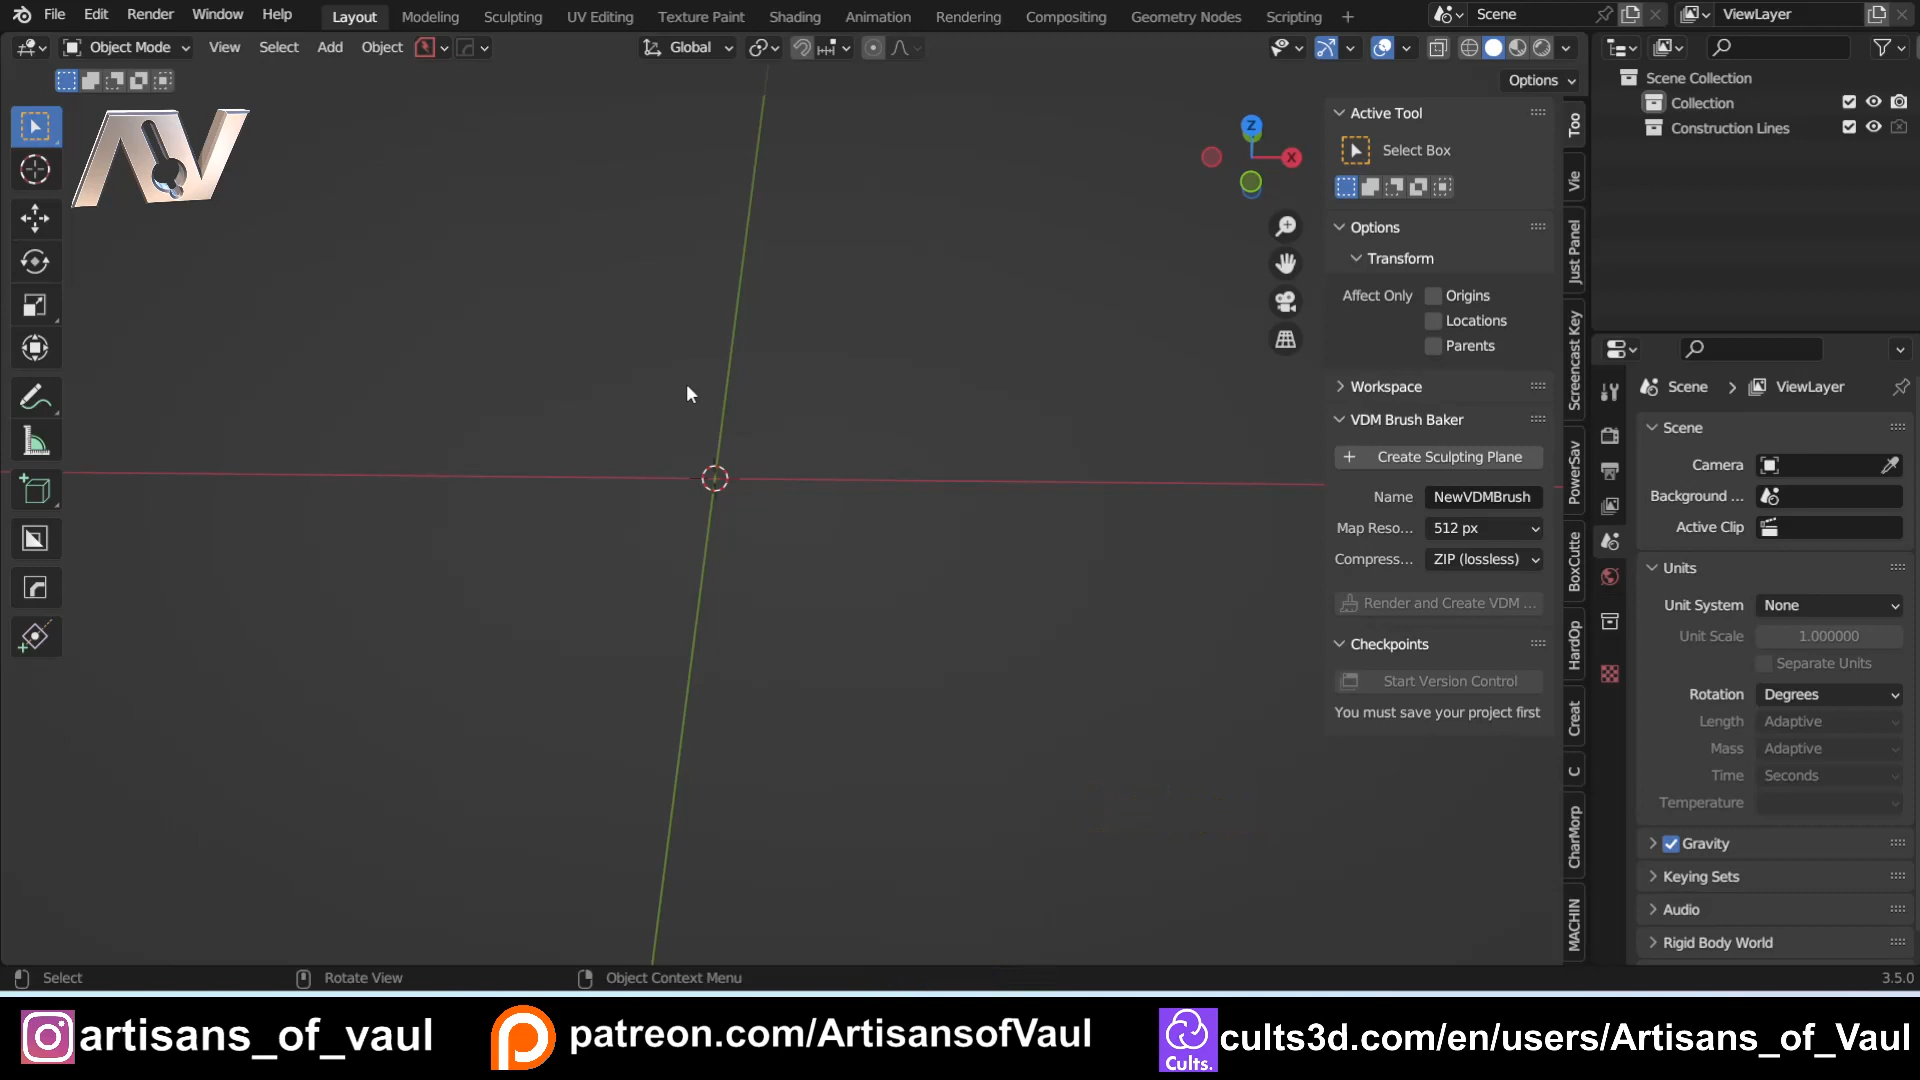 File Edit Render Window Help Layout Modeling Sculpting UV Editing Texture Paint Shading Animation Rendering Compositing Geometry Nodes Scripting + Scene ViewLayer
Object Mode View Select Add Object Global
Options
Scene Collection
Collection
Construction Lines
AV
Z
X
Active Tool
Select Box
Options
Transform
Affect Only Origins
Locations
Parents
Workspace
VDM Brush Baker
+ Create Sculpting Plane
Name NewVDMBrush
Map Reso... 512 px
Compress... ZIP (lossless)
Render and Create VDM ...
Checkpoints
Start Version Control
You must save your project first
Too
Vie
Just Panel
Screencast Key
PowerSav
BoxCutte
HardOp
Creat
C
CharMorp
MACHIN
Scene > ViewLayer
Scene
Camera
Background ...
Active Clip
Units
Unit System None
Unit Scale 1.000000
Separate Units
Rotation Degrees
Length Adaptive
Mass Adaptive
Time Seconds
Temperature
Gravity
Keying Sets
Audio
Rigid Body World
Select Rotate View Object Context Menu 3.5.0
artisans_of_vaul patreon.com/ArtisansofVaul Cults. cults3d.com/en/users/Artisans_of_Vaul